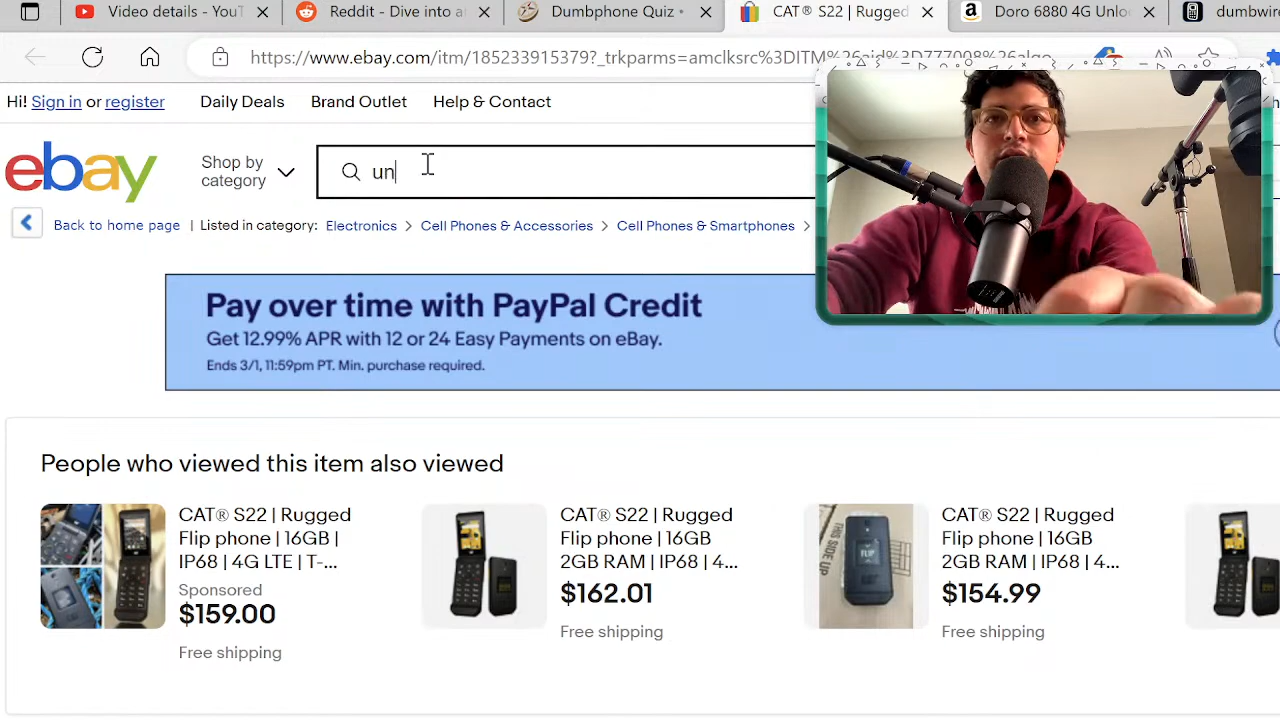 Video details - YouT
Reddit - Dive into a
Dumbphone Quiz •
CAT® S22 | Rugged
Doro 6880 4G Unlo
dumbwir
https://www.ebay.com/itm/185233915379?_trkparms=amclksrc%3DITM%26aid%3D777008%26algo
Hi! Sign in or register
Daily Deals
Brand Outlet
Help & Contact
ebay
Shop by
category
un
Back to home page
Listed in category:
Electronics
Cell Phones & Accessories
Cell Phones & Smartphones
Pay over time with PayPal Credit
Get 12.99% APR with 12 or 24 Easy Payments on eBay.
Ends 3/1, 11:59pm PT. Min. purchase required.
People who viewed this item also viewed
CAT® S22 | Rugged
Flip phone | 16GB |
IP68 | 4G LTE | T-...
Sponsored
$159.00
Free shipping
CAT® S22 | Rugged
Flip phone | 16GB
2GB RAM | IP68 | 4...
$162.01
Free shipping
CAT® S22 | Rugged
Flip phone | 16GB
2GB RAM | IP68 | 4...
$154.99
Free shipping